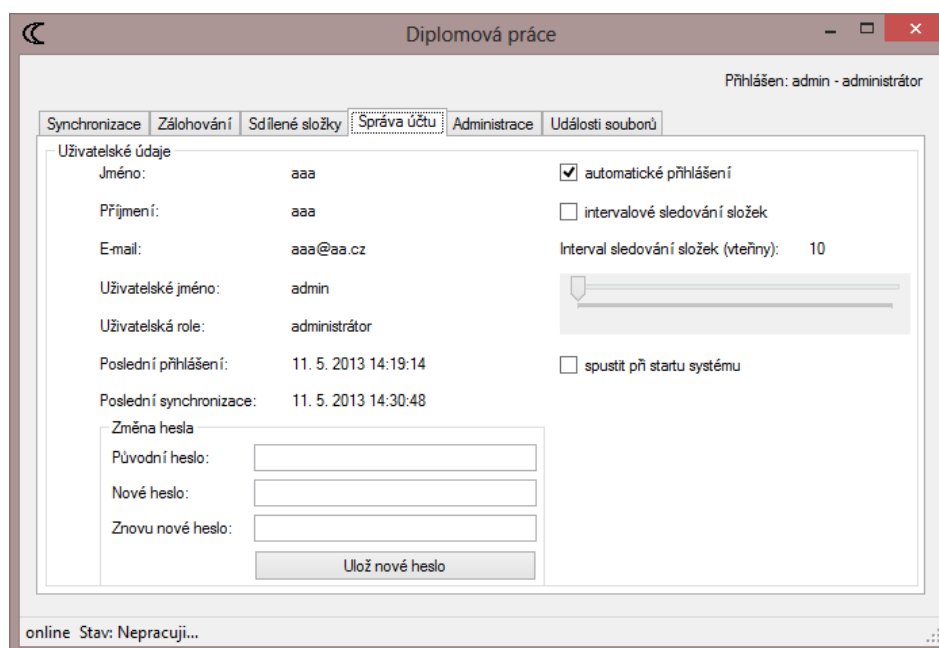 Diplomová práce
Přihlášen: admin - administrátor
Synchronizace Zálohování Sdílené složky Správa účtu Administrace Události souborů
Uživatelské údaje
Jméno: aaa automatické přihlášení
Příjmení: aaa intervalové sledování složek
E-mail: aaa@aa.cz Interval sledování složek (vteřiny): 10
Uživatelské jméno: admin
Uživatelská role: administrátor
Poslední přihlášení: 11. 5. 2013 14:19:14 spustit při startu systému
Poslední synchronizace: 11. 5. 2013 14:30:48
Změna hesla
Původní heslo:
Nové heslo:
Znovu nové heslo:
Ulož nové heslo
online Stav: Nepracuji...